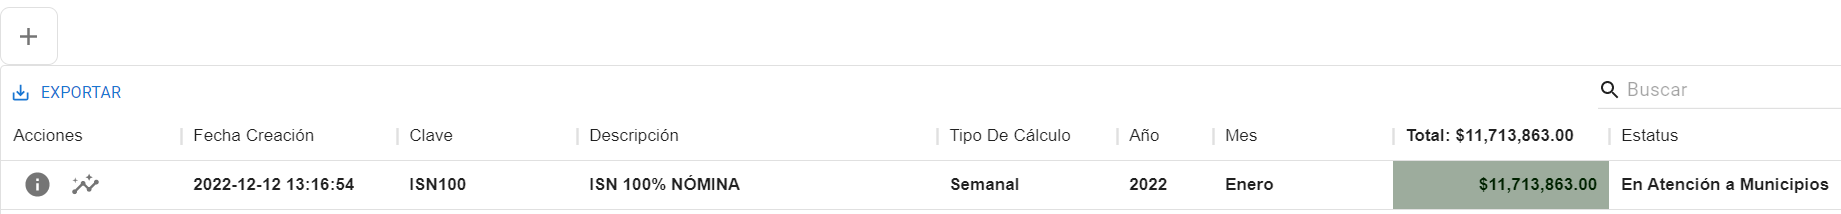 EXPORTAR
Buscar
Acciones Fecha Creación Clave Descripción Tipo De Cálculo Año Mes Total: $11,713,863.00 Estatus
2022-12-12 13:16:54 ISN100 ISN 100% NÓMINA Semanal 2022 Enero $11,713,863.00 En Atención a Municipios